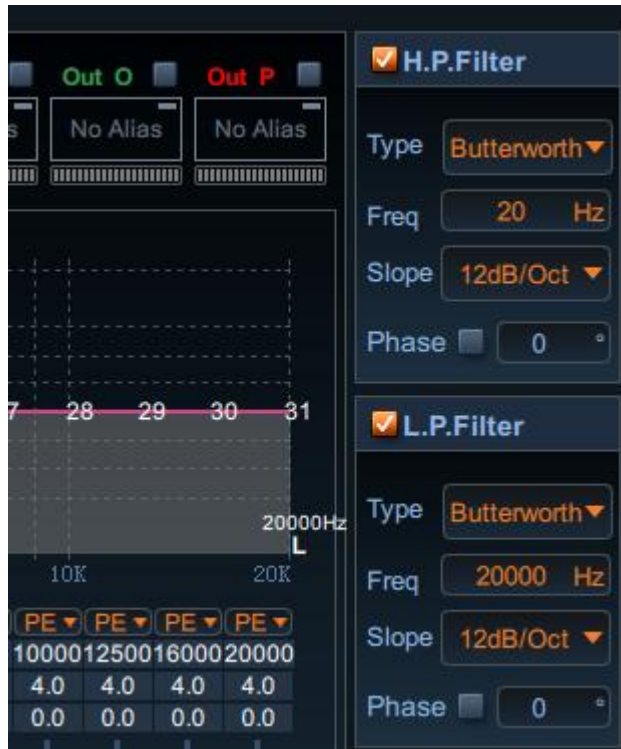 Out O
Out P
s
No Alias
No Alias
27 28 29 30 31
20000Hz
L
10K
20K
PE PE PE PE
10000 12500 16000 20000
4.0 4.0 4.0 4.0
0.0 0.0 0.0 0.0
H.P.Filter
Type Butterworth
Freq 20 Hz
Slope 12dB/Oct
Phase 0 °
L.P.Filter
Type Butterworth
Freq 20000 Hz
Slope 12dB/Oct
Phase 0 °